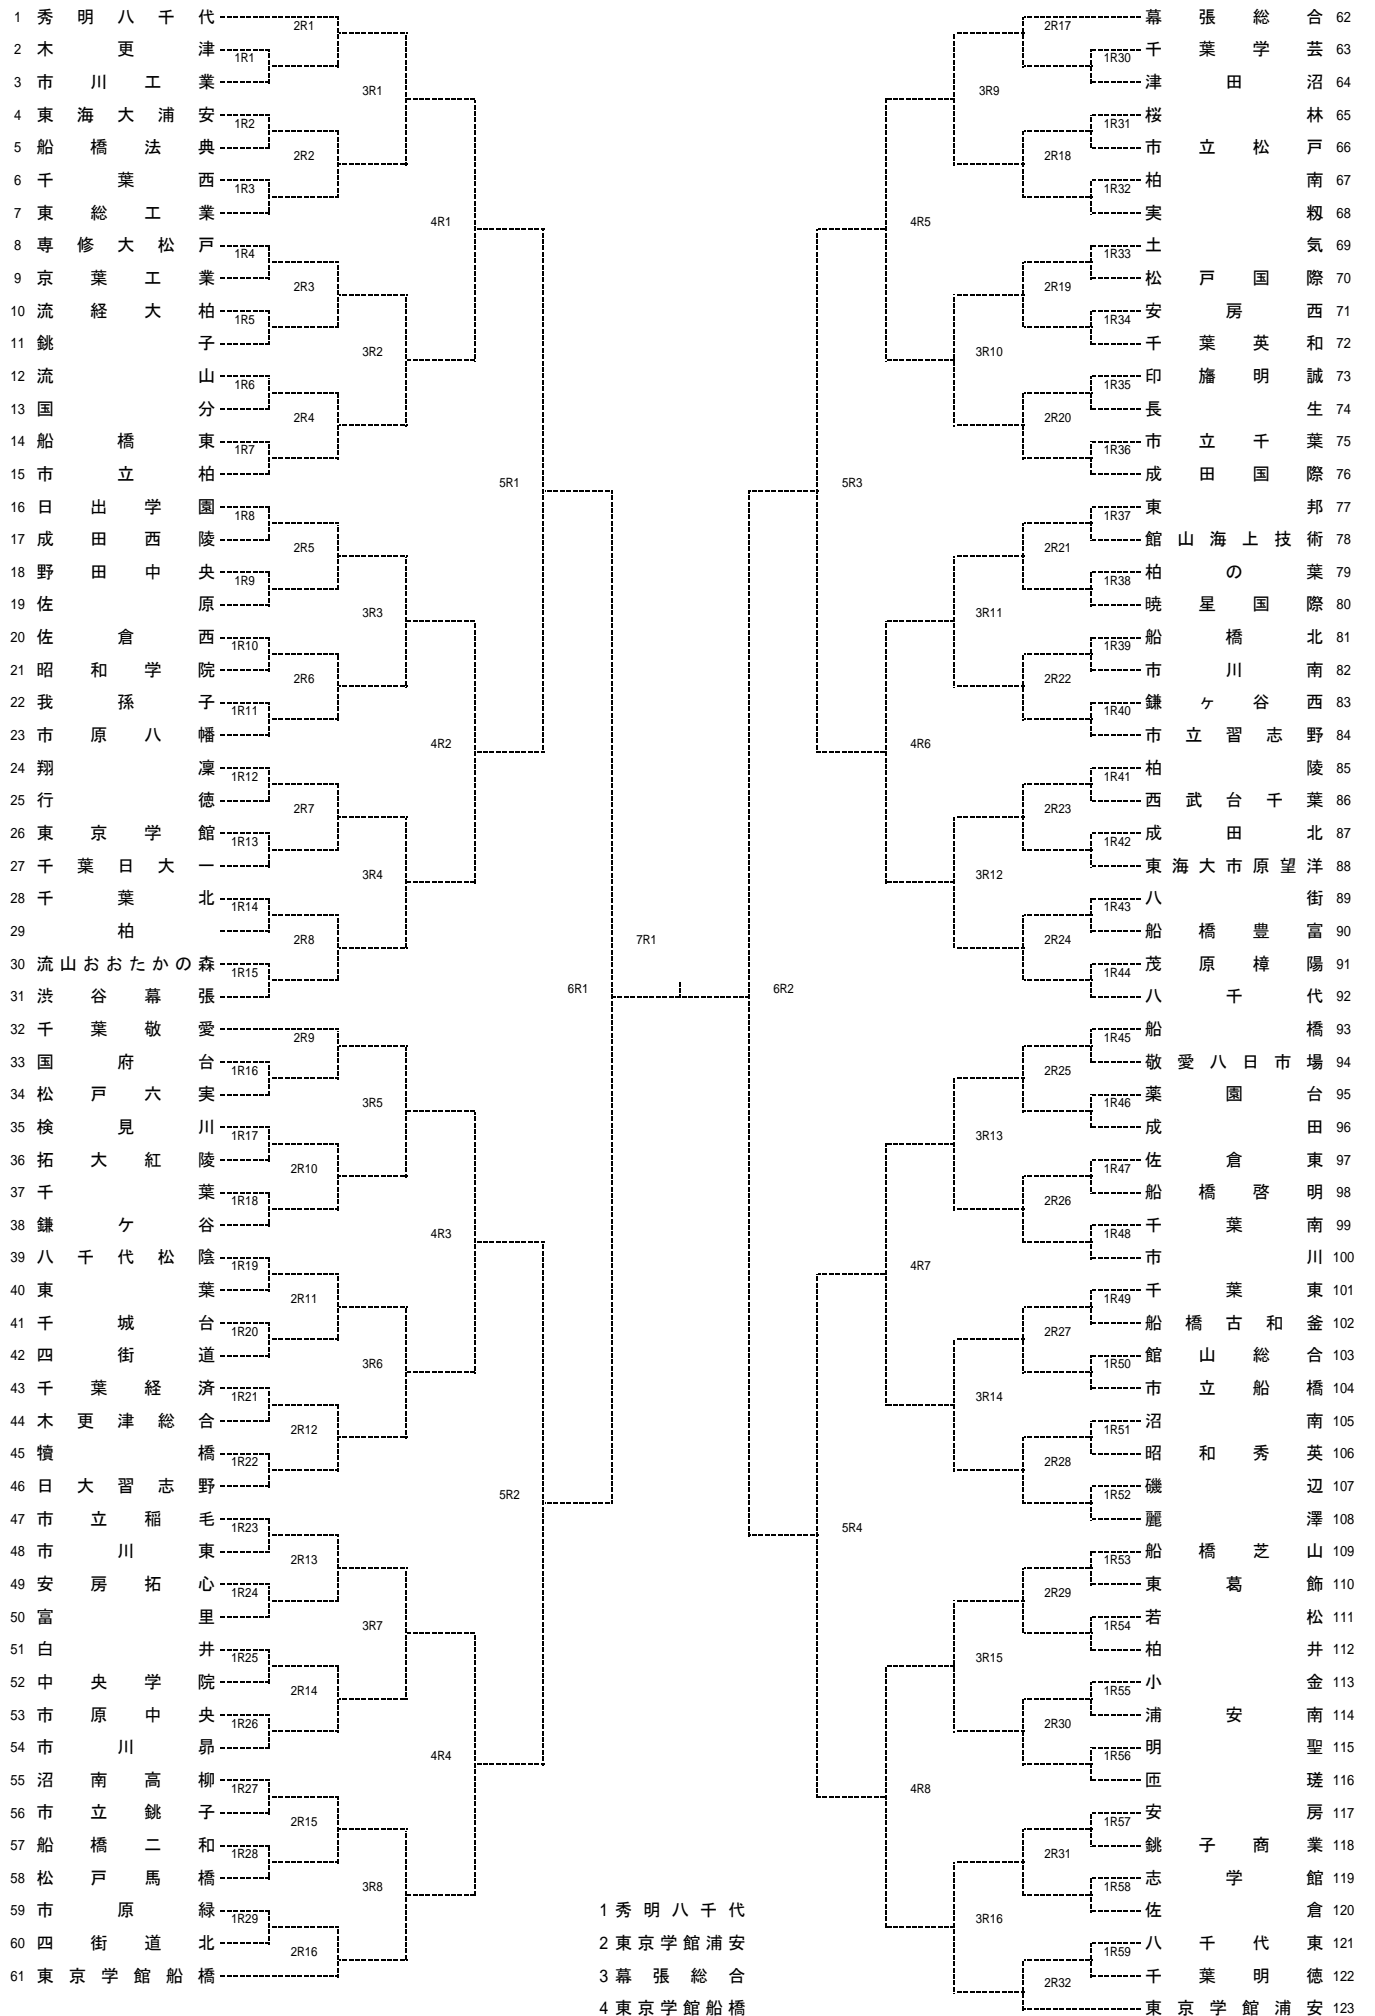 1 秀明八千代
2 木更津
3 市川工業
4 東海大浦安
5 船橋法典
6 千葉西
7 東総工業
8 専修大松戸
9 京葉工業
10 流経大柏
11 銚子
12 流山
13 国分
14 船橋東
15 市立柏
16 日出学園
17 成田西陵
18 野田中央
19 佐原
20 佐倉西
21 昭和学院
22 我孫子
23 市原八幡
24 翔凜
25 行徳
26 東京学館
27 千葉日大一
28 千葉北
29 柏
30 流山おおたかの森
31 渋谷幕張
32 千葉敬愛
33 国府台
34 松戸六実
35 検見川
36 拓大紅陵
37 千葉
38 鎌ケ谷
39 八千代松陰
40 東葉
41 千城台
42 四街道
43 千葉経済
44 木更津総合
45 犢橋
46 日大習志野
47 市立稲毛
48 市川東
49 安房拓心
50 富里
51 白井
52 中央学院
53 市原中央
54 市川昴
55 沼南高柳
56 市立銚子
57 船橋二和
58 松戸馬橋
59 市原緑
60 四街道北
61 東京学館船橋
1R1
1R2
1R3
1R4
1R5
1R6
1R7
1R8
1R9
1R10
1R11
1R12
1R13
1R14
1R15
1R16
1R17
1R18
1R19
1R20
1R21
1R22
1R23
1R24
1R25
1R26
1R27
1R28
1R29
2R1
2R2
2R3
2R4
2R5
2R6
2R7
2R8
2R9
2R10
2R11
2R12
2R13
2R14
2R15
2R16
3R1
3R2
3R3
3R4
3R5
3R6
3R7
3R8
4R1
4R2
4R3
4R4
5R1
5R2
6R1
7R1
6R2
5R3
5R4
4R5
4R6
4R7
4R8
3R9
3R10
3R11
3R12
3R13
3R14
3R15
3R16
2R17
2R18
2R19
2R20
2R21
2R22
2R23
2R24
2R25
2R26
2R27
2R28
2R29
2R30
2R31
2R32
1R30
1R31
1R32
1R33
1R34
1R35
1R36
1R37
1R38
1R39
1R40
1R41
1R42
1R43
1R44
1R45
1R46
1R47
1R48
1R49
1R50
1R51
1R52
1R53
1R54
1R55
1R56
1R57
1R58
1R59
幕張総合 62
千葉学芸 63
津田沼 64
桜林 65
市立松戸 66
柏南 67
実籾 68
土気 69
松戸国際 70
安房西 71
千葉英和 72
印旛明誠 73
長生 74
市立千葉 75
成田国際 76
東邦 77
館山海上技術 78
柏の葉 79
暁星国際 80
船橋北 81
市川南 82
鎌ヶ谷西 83
市立習志野 84
柏陵 85
西武台千葉 86
成田北 87
東海大市原望洋 88
八街 89
船橋豊富 90
茂原樟陽 91
八千代 92
船橋 93
敬愛八日市場 94
薬園台 95
成田 96
佐倉東 97
船橋啓明 98
千葉南 99
市川 100
千葉東 101
船橋古和釜 102
館山総合 103
市立船橋 104
沼南 105
昭和秀英 106
磯辺 107
麗澤 108
船橋芝山 109
東葛飾 110
若松 111
柏井 112
小金 113
浦安南 114
明聖 115
匝瑳 116
安房 117
銚子商業 118
志学館 119
佐倉 120
八千代東 121
千葉明徳 122
東京学館浦安 123
1 秀明八千代
2 東京学館浦安
3 幕張総合
4 東京学館船橋